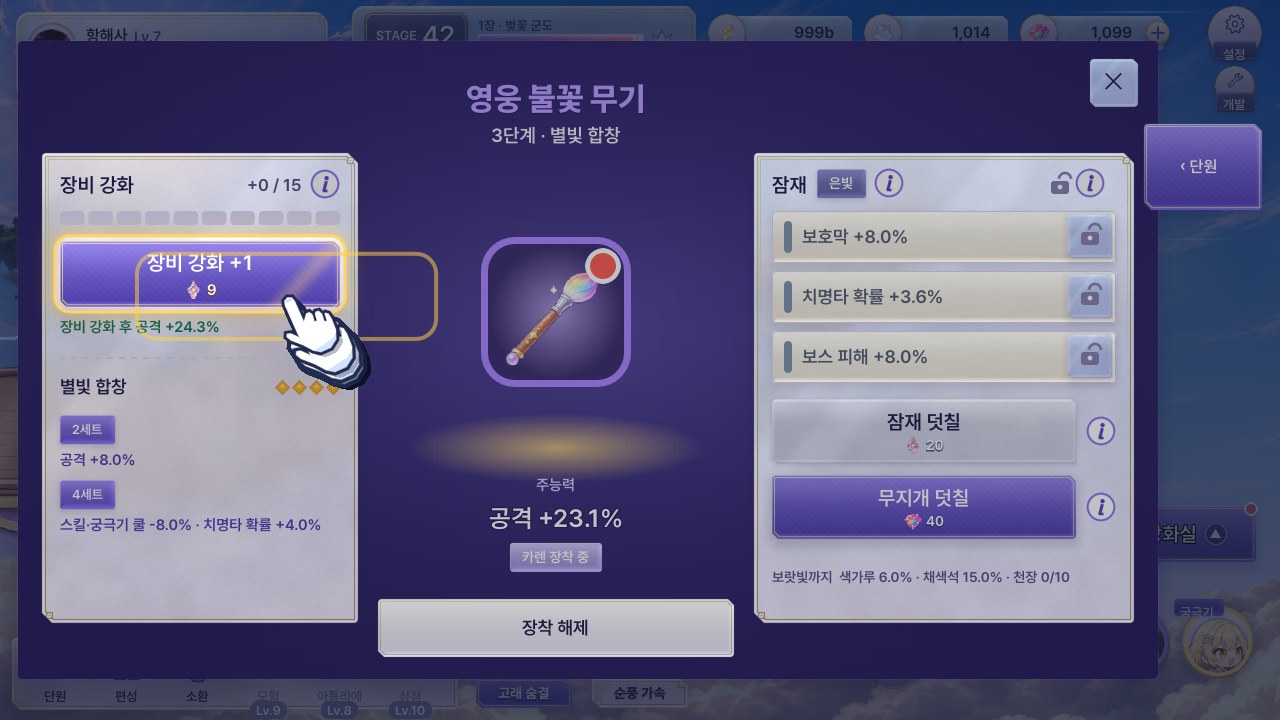 항해사 Lv.7
STAGE 42
1장 · 벚꽃 군도
999b
1,014
1,099
설정
개발
영웅 불꽃 무기
3단계 · 별빛 합창
‹ 단원
장비 강화
+0 / 15
장비 강화 +1
9
장비 강화 후 공격 +24.3%
별빛 합창
2세트
공격 +8.0%
4세트
스킬·궁극기 쿨 -8.0% · 치명타 확률 +4.0%
주능력
공격 +23.1%
카렌 장착 중
장착 해제
잠재
은빛
보호막 +8.0%
치명타 확률 +3.6%
보스 피해 +8.0%
잠재 덧칠
20
무지개 덧칠
40
보랏빛까지 색가루 6.0% · 채색석 15.0% · 천장 0/10
강화실
궁극기
단원
편성
소환
모험
Lv.9
아틀리에
Lv.8
상점
Lv.10
고래 숨결
순풍 가속